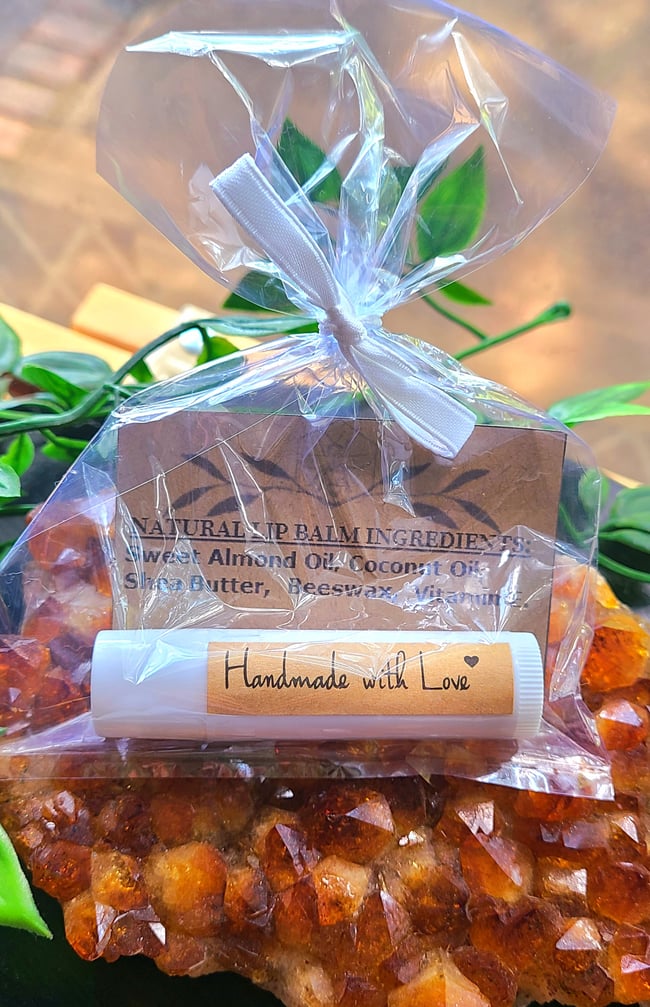 NATURAL LIP BALM INGREDIENTS:
Sweet Almond Oil, Coconut Oil,
Shea Butter, Beeswax, Vitamin E.
Handmade with Love